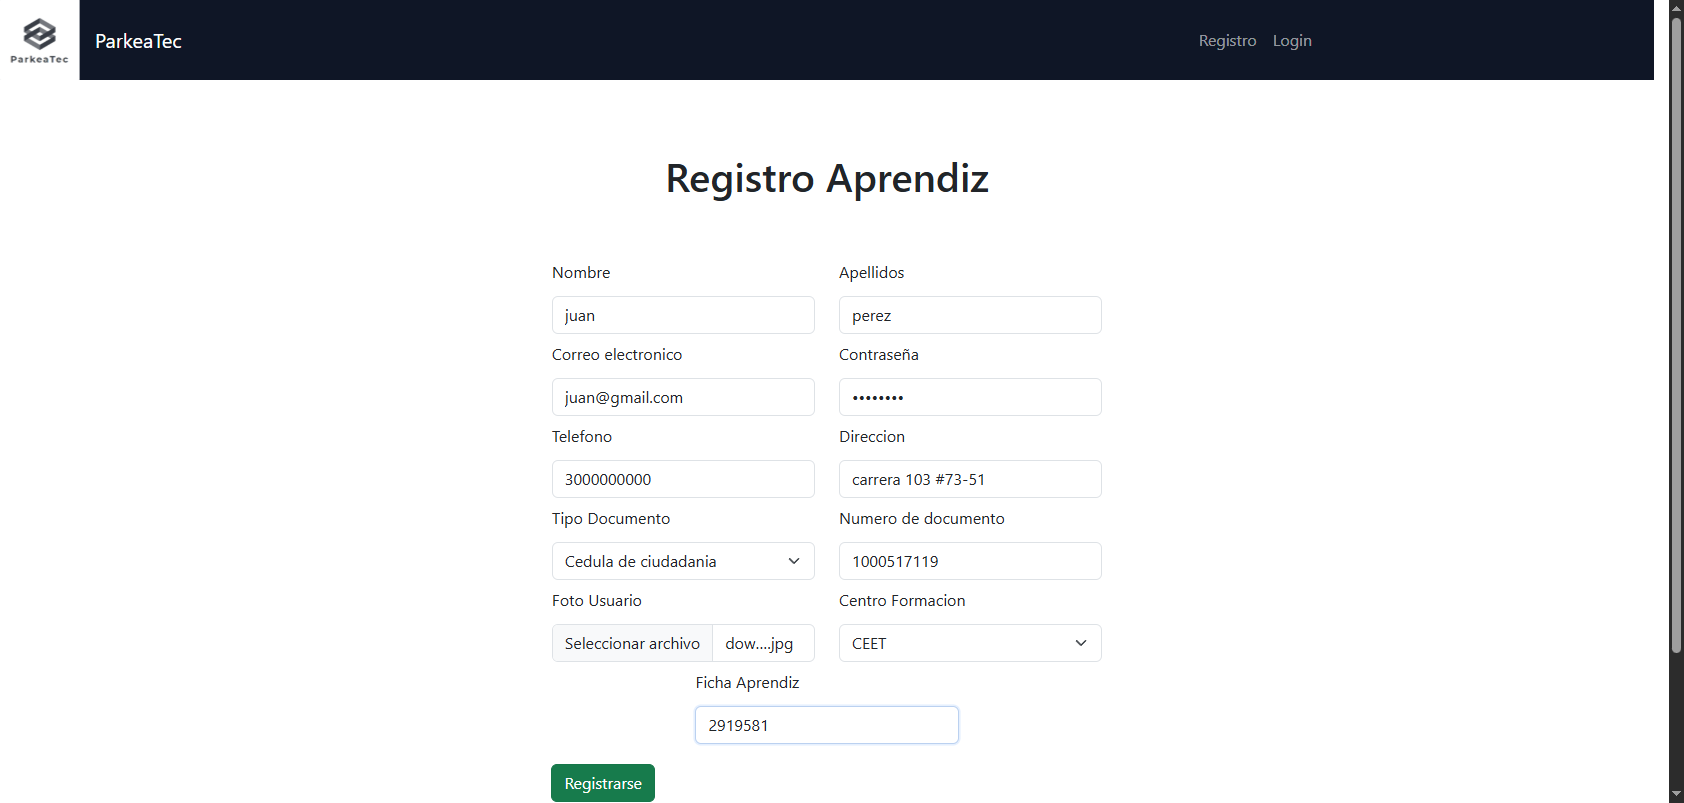 ParkeaTec
ParkeaTec
Registro Login
Registro Aprendiz
Nombre Apellidos
juan perez
Correo electronico Contraseña
juan@gmail.com ••••••••
Telefono Direccion
3000000000 carrera 103 #73-51
Tipo Documento Numero de documento
Cedula de ciudadania 1000517119
Foto Usuario Centro Formacion
Seleccionar archivo dow....jpg CEET
Ficha Aprendiz
2919581
Registrarse